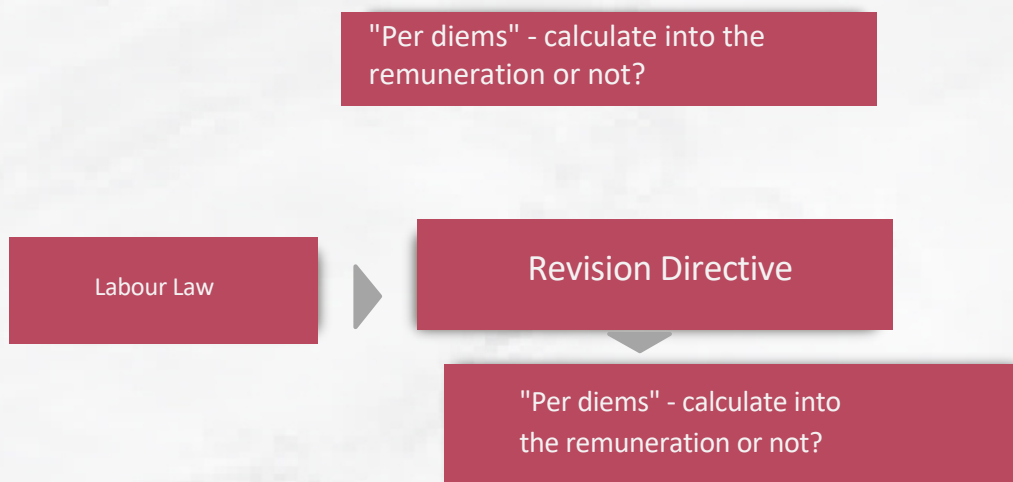 "Per diems" - calculate into the
remuneration or not?
Labour Law
Revision Directive
"Per diems" - calculate into
the remuneration or not?